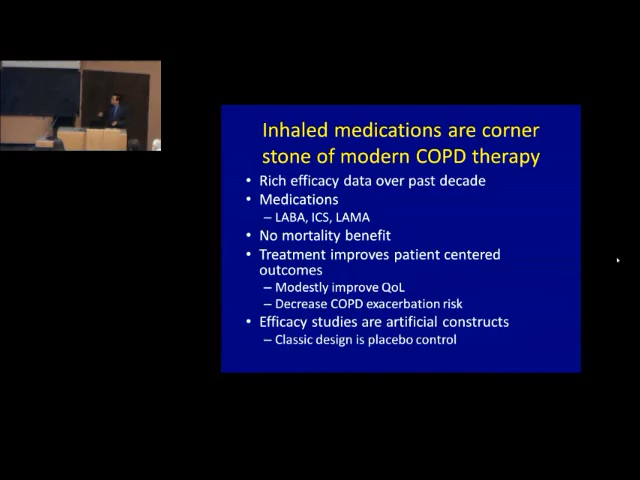 Inhaled medications are corner
stone of modern COPD therapy
• Rich efficacy data over past decade
• Medications
– LABA, ICS, LAMA
• No mortality benefit
• Treatment improves patient centered
outcomes
– Modestly improve QoL
– Decrease COPD exacerbation risk
• Efficacy studies are artificial constructs
– Classic design is placebo control